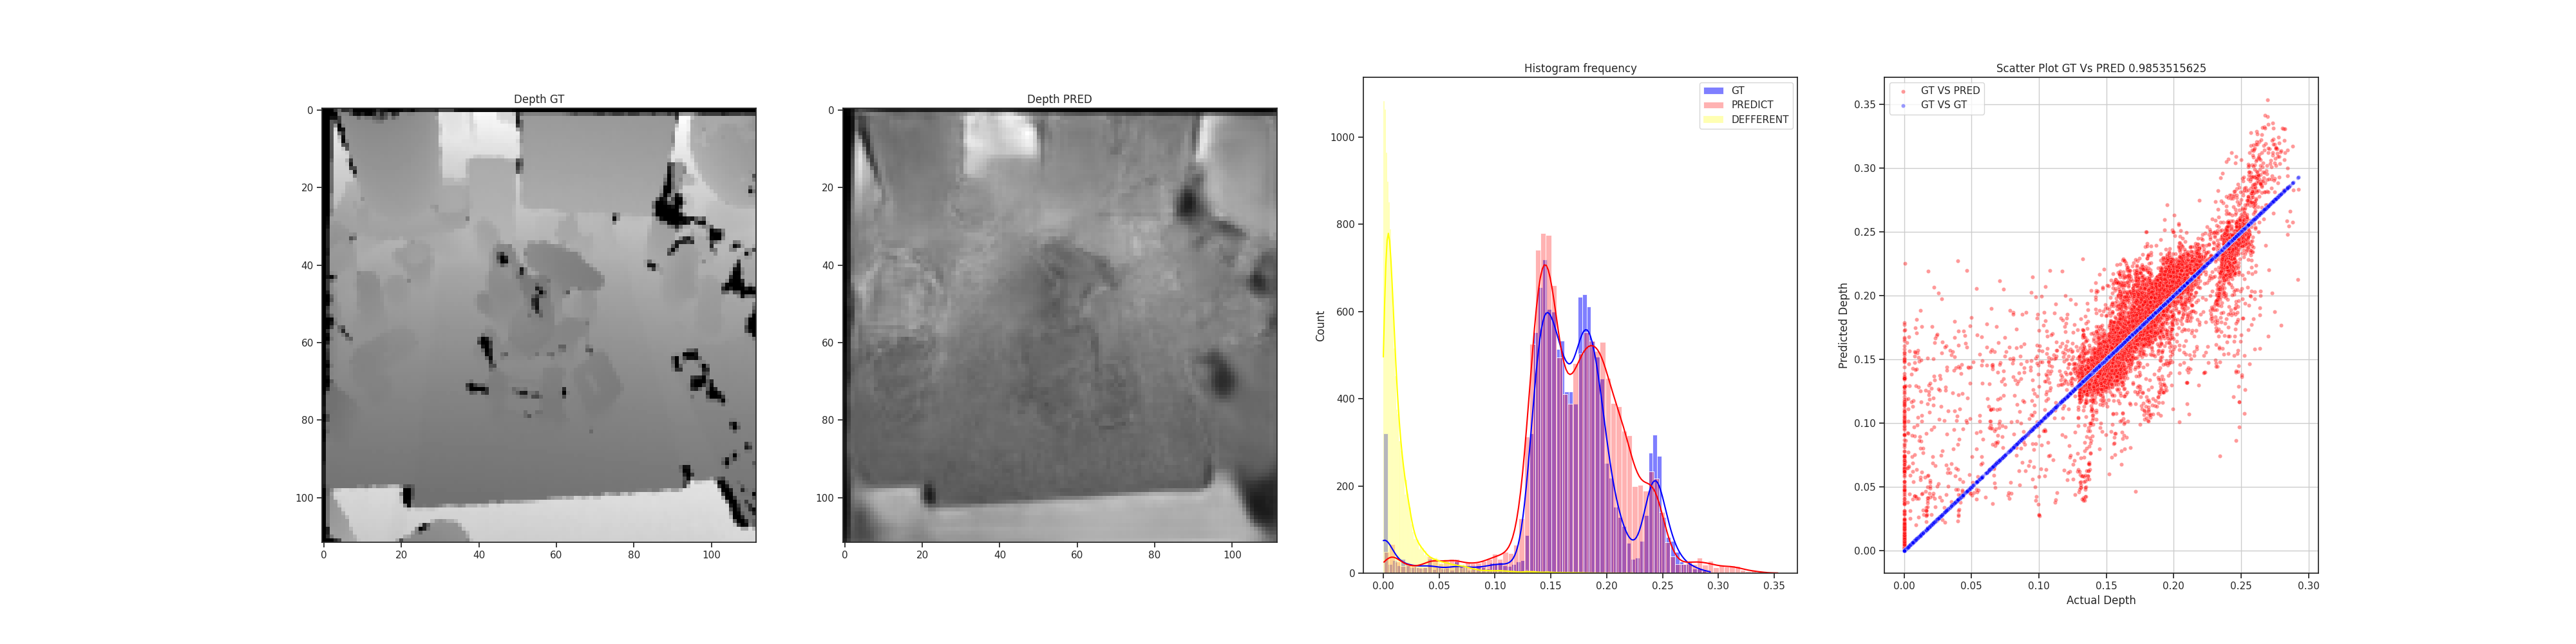 Depth GT
0
20
40
60
80
100
0 20 40 60 80 100
Depth PRED
0
20
40
60
80
100
0 20 40 60 80 100
Histogram frequency
GT
PREDICT
DEFFERENT
Count
1000
800
600
400
200
0
0.00 0.05 0.10 0.15 0.20 0.25 0.30 0.35
Scatter Plot GT Vs PRED 0.9853515625
GT VS PRED
GT VS GT
Predicted Depth
0.35
0.30
0.25
0.20
0.15
0.10
0.05
0.00
0.00 0.05 0.10 0.15 0.20 0.25 0.30
Actual Depth